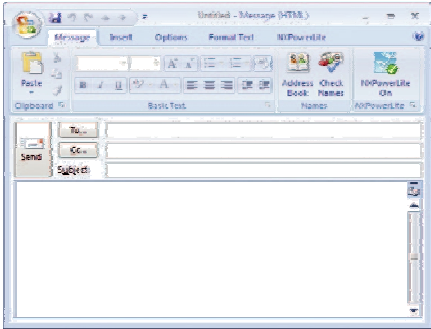 Untitled - Message (HTML)
Message Insert Options Format Text NXPowerLite
Paste B I U A A A Address Book Check Names NXPowerLite On
Clipboard Basic Text Names NXPowerLite
To...
Cc...
Send
Subject: